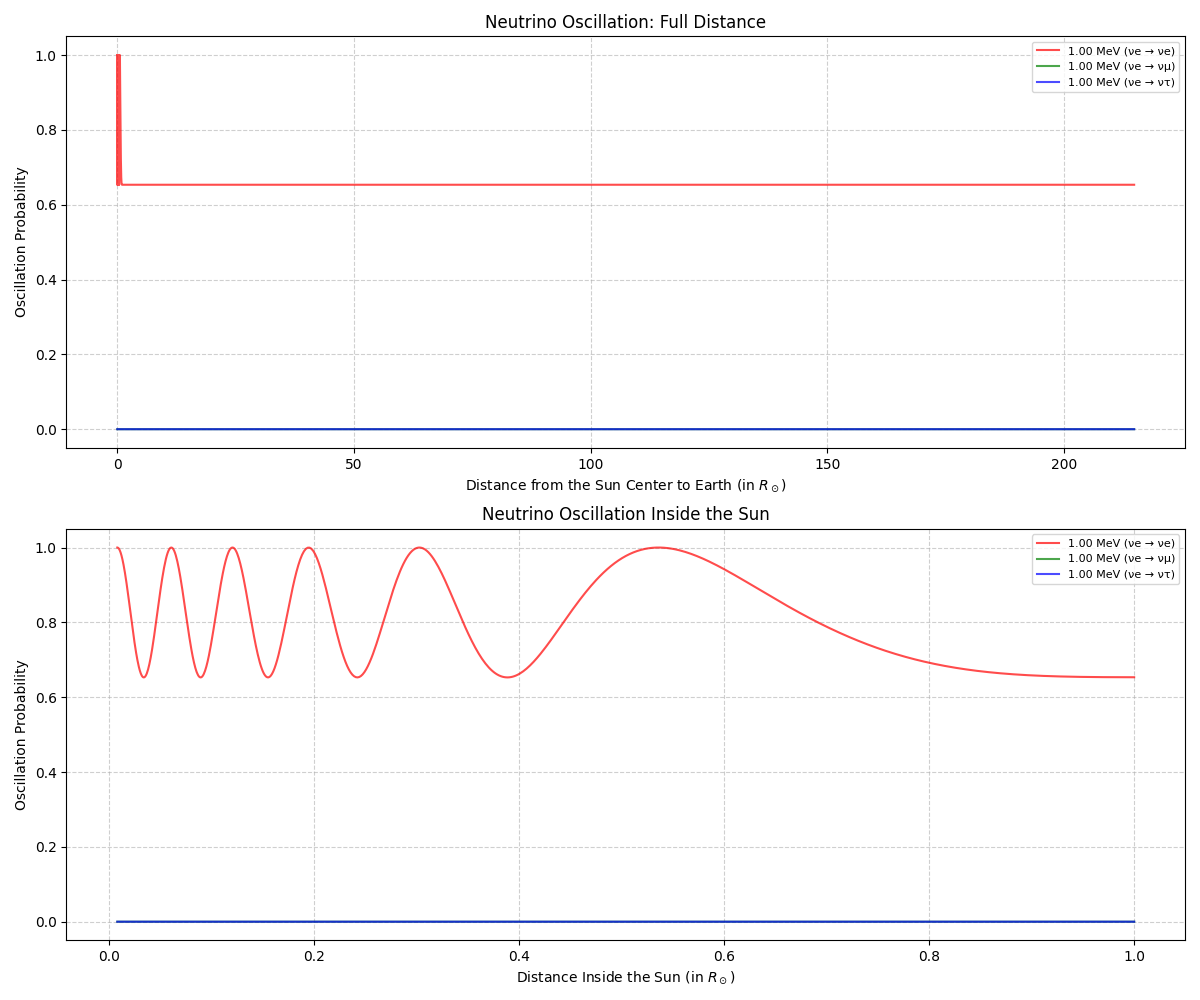 Neutrino Oscillation: Full Distance
1.0
0.8
0.6
0.4
0.2
0.0
Oscillation Probability
1.00 MeV (νe → νe)
1.00 MeV (νe → νμ)
1.00 MeV (νe → ντ)
0 50 100 150 200
Distance from the Sun Center to Earth (in R⊙)
Neutrino Oscillation Inside the Sun
1.0
0.8
0.6
0.4
0.2
0.0
Oscillation Probability
1.00 MeV (νe → νe)
1.00 MeV (νe → νμ)
1.00 MeV (νe → ντ)
0.0 0.2 0.4 0.6 0.8 1.0
Distance Inside the Sun (in R⊙)